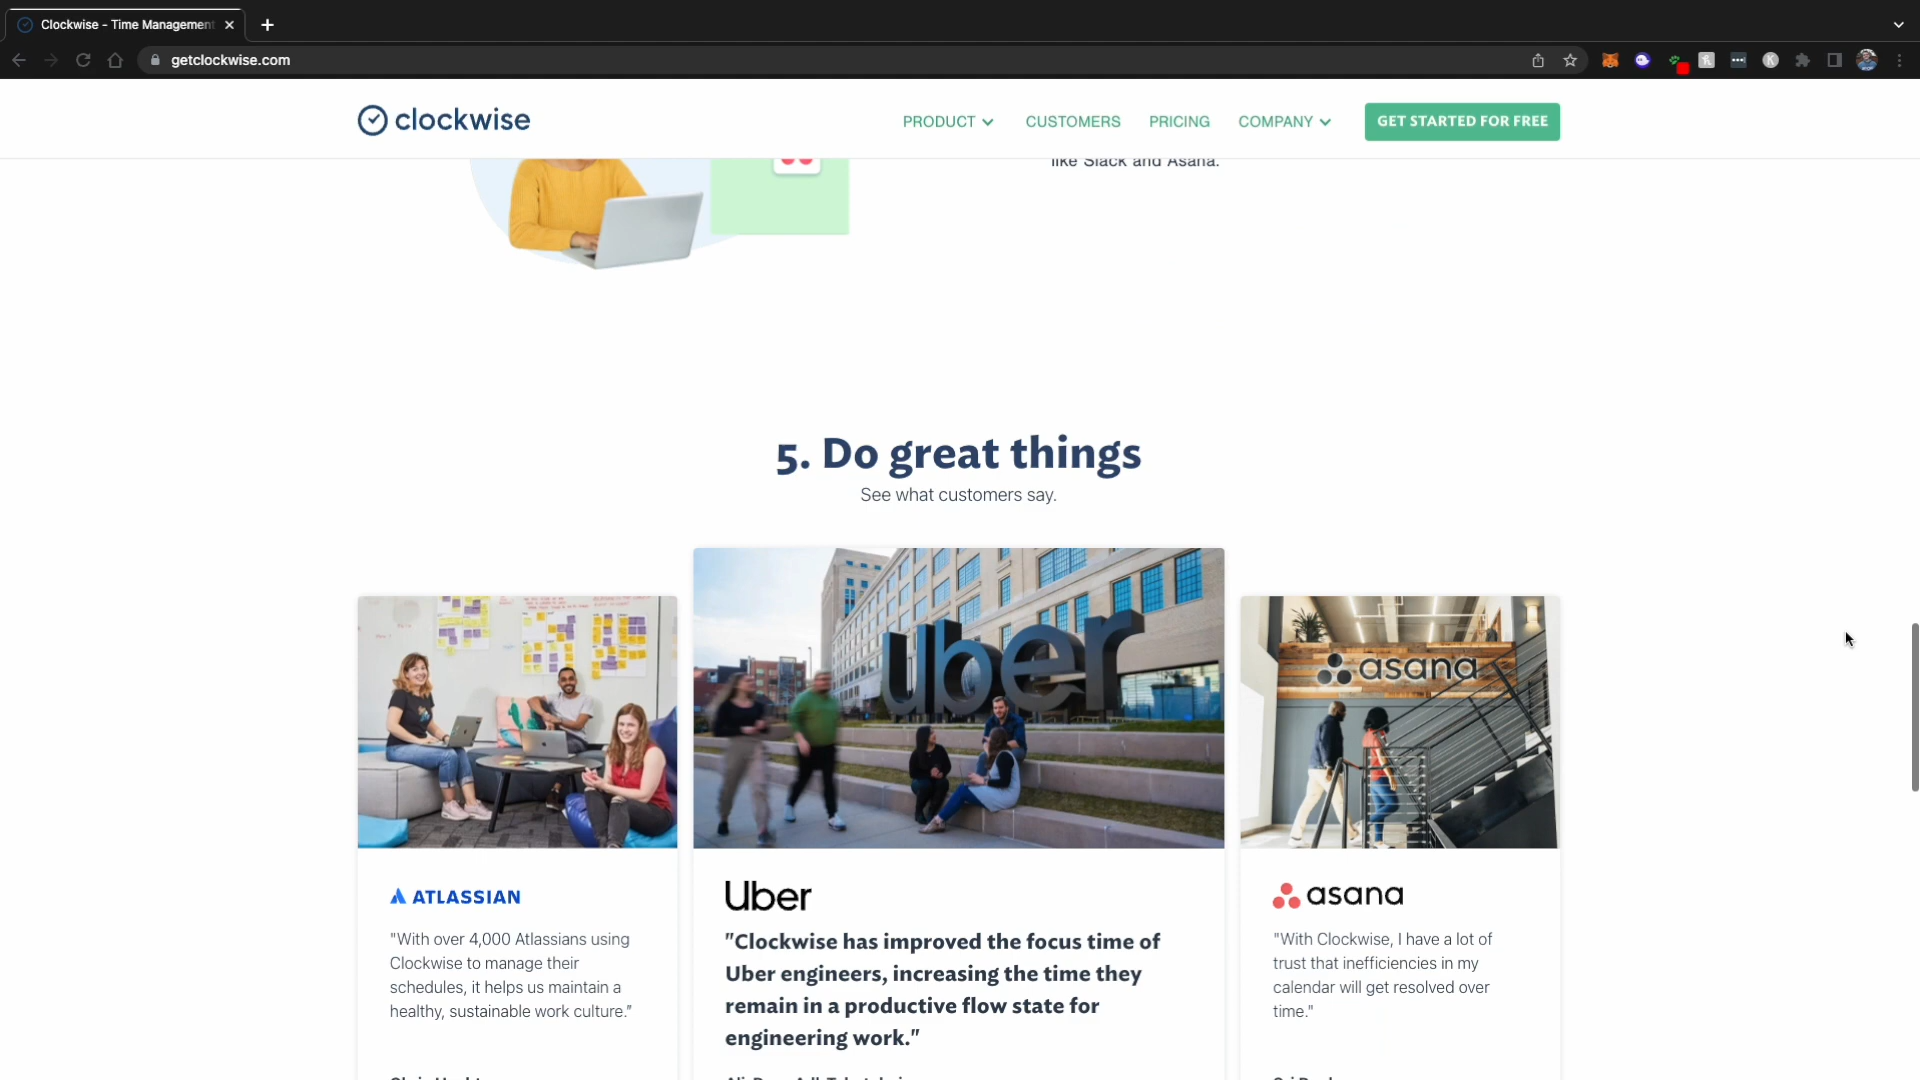 Clockwise - Time Management
getclockwise.com
clockwise
PRODUCT
CUSTOMERS
PRICING
COMPANY
GET STARTED FOR FREE
like Slack and Asana.
5. Do great things
See what customers say.
uber
asana
ATLASSIAN
"With over 4,000 Atlassians using
Clockwise to manage their
schedules, it helps us maintain a
healthy, sustainable work culture."
Uber
"Clockwise has improved the focus time of
Uber engineers, increasing the time they
remain in a productive flow state for
engineering work."
asana
"With Clockwise, I have a lot of
trust that inefficiencies in my
calendar will get resolved over
time."